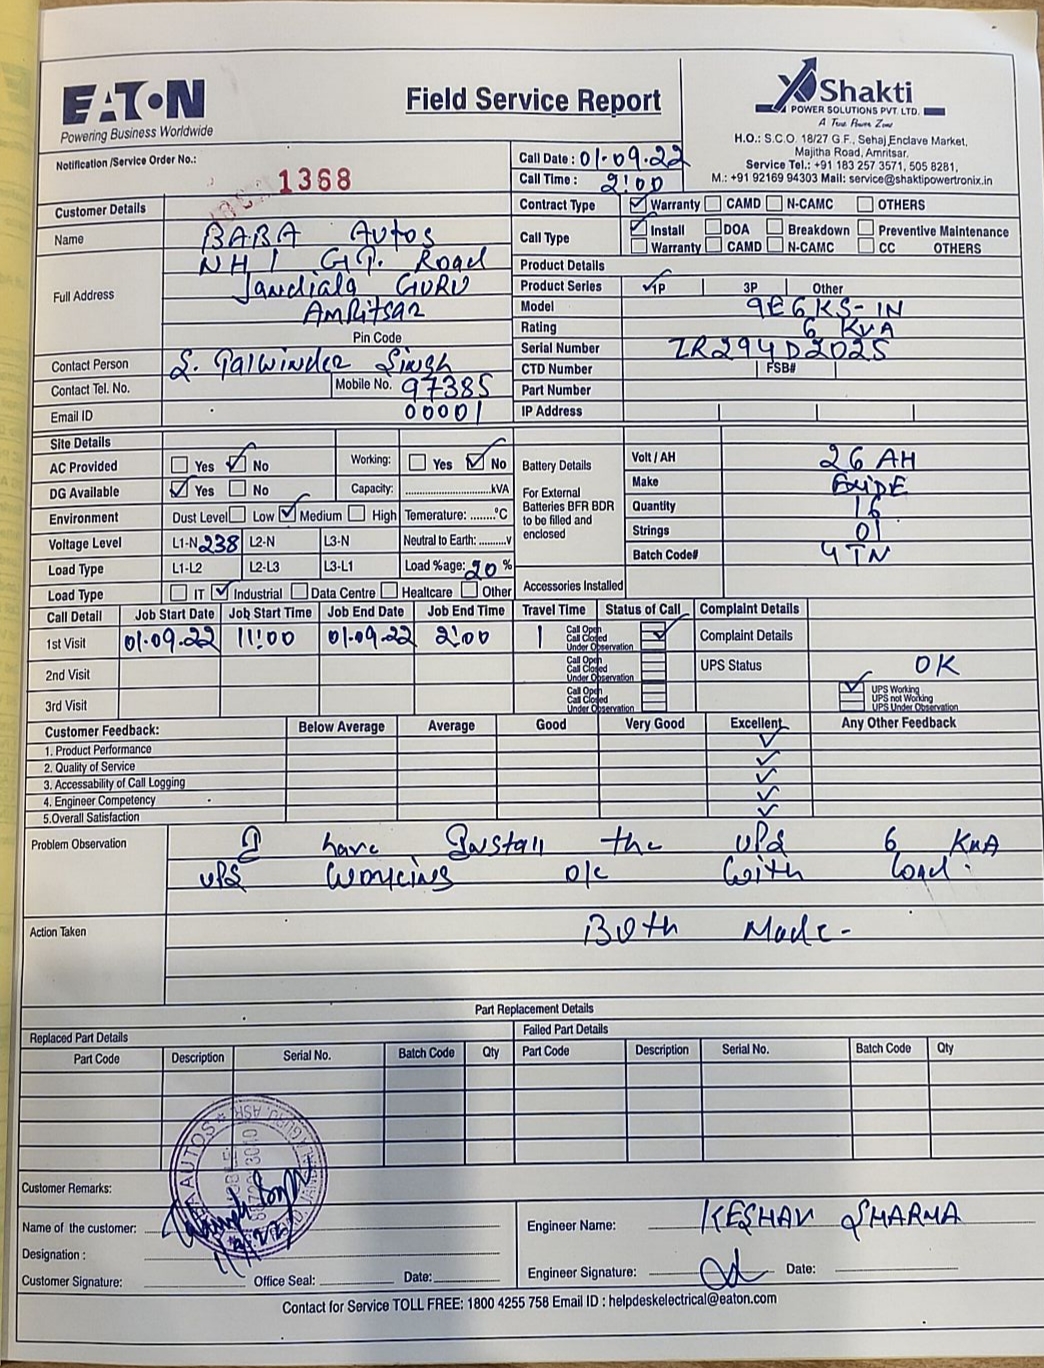 EATON
Powering Business Worldwide
Field Service Report
Shakti
POWER SOLUTIONS PVT. LTD.
A True Power Zone
H.O.: S.C.O. 18/27 G.F., Sehaj Enclave Market,
Majitha Road, Amritsar.
Service Tel.: +91 183 257 3571, 505 8281,
M.: +91 92169 94303 Mail: service@shaktipowertronix.in
Notification /Service Order No.:
1368
Call Date : 01-09-22
Call Time : 2:00
Customer Details
Contract Type Warranty CAMD N-CAMC OTHERS
Name BABA Autos
Call Type Install DOA Breakdown Preventive Maintenance
Warranty CAMD N-CAMC CC OTHERS
Full Address NH 1 G.T. Road
Jandiala GURU
AmRitsar
Pin Code
Product Details
Product Series 1P 3P Other
Model 9E6KS-IN
Rating 6 KvA
Serial Number ZR294D2025
Contact Person S. Palwinder Singh
CTD Number FSB#
Contact Tel. No. Mobile No. 97385
Part Number
Email ID 00001
IP Address
Site Details
AC Provided Yes No Working: Yes No
DG Available Yes No Capacity: ....................kVA
Environment Dust Level Low Medium High Temerature: ........°C
Voltage Level L1-N 238 L2-N L3-N Neutral to Earth: .........v
Load Type L1-L2 L2-L3 L3-L1 Load %age: 20 %
Load Type IT Industrial Data Centre Healtcare Other
Battery Details
For External
Batteries BFR BDR
to be filled and
enclosed
Volt / AH 26 AH
Make ExiDE
Quantity 16
Strings 01
Batch Code# 4TN
Accessories Installed
Call Detail Job Start Date Job Start Time Job End Date Job End Time Travel Time Status of Call Complaint Details
1st Visit 01-09-22 11:00 01-09-22 2:00 1 Call Open
Call Closed
Under Observation
Complaint Details
2nd Visit Call Open
Call Closed
Under Observation
UPS Status OK
3rd Visit Call Open
Call Closed
Under Observation
UPS Working
UPS not Working
UPS Under Observation
Customer Feedback: Below Average Average Good Very Good Excellent Any Other Feedback
1. Product Performance
2. Quality of Service
3. Accessability of Call Logging
4. Engineer Competency
5.Overall Satisfaction
Problem Observation I have Install the UPS 6 KvA
UPS Working o/c With Load.
Action Taken Both Mode-
Part Replacement Details
Replaced Part Details Failed Part Details
Part Code Description Serial No. Batch Code Qty Part Code Description Serial No. Batch Code Qty
Customer Remarks:
Name of the customer:
Designation :
Customer Signature: Office Seal: Date:
Engineer Name: KESHAV SHARMA
Engineer Signature: Date:
Contact for Service TOLL FREE: 1800 4255 758 Email ID : helpdeskelectrical@eaton.com